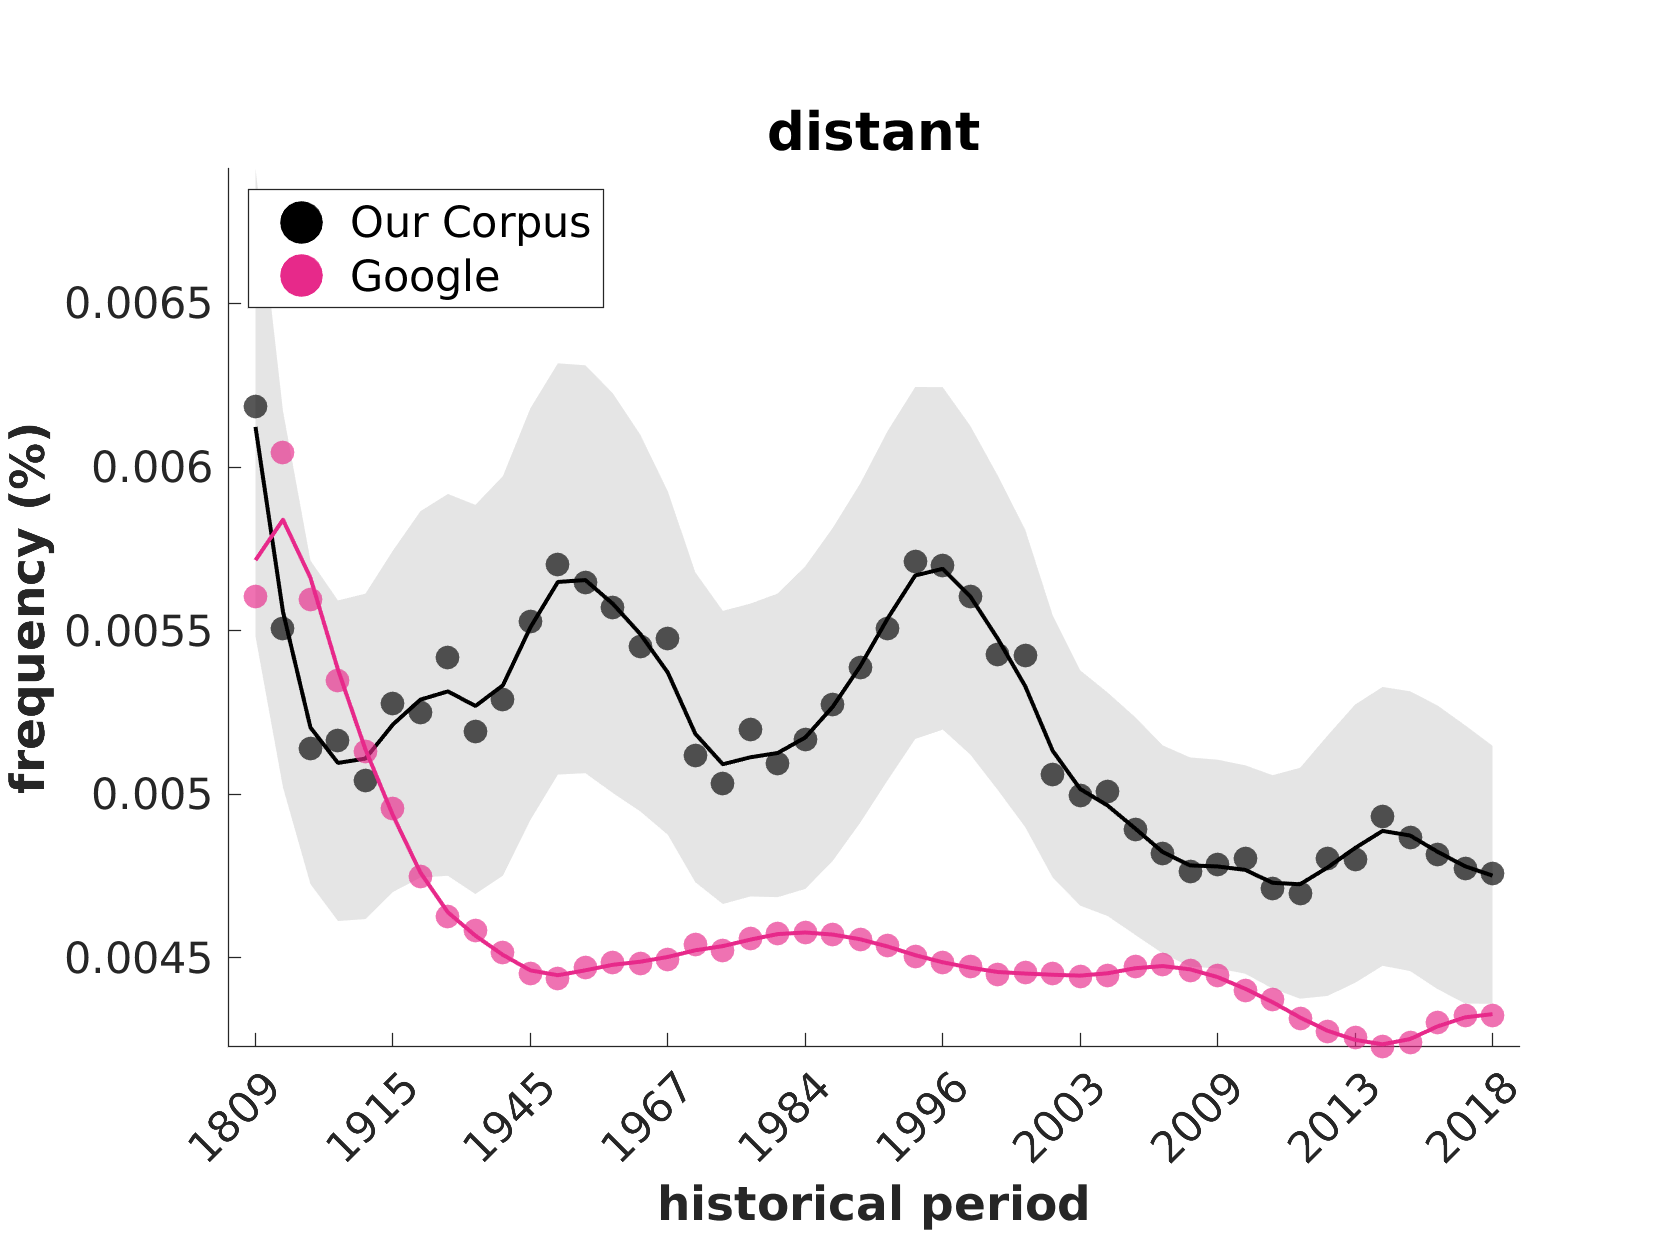 distant
Our Corpus
Google
frequency (%)
0.0065
0.006
0.0055
0.005
0.0045
1809 1915 1945 1967 1984 1996 2003 2009 2013 2018
historical period